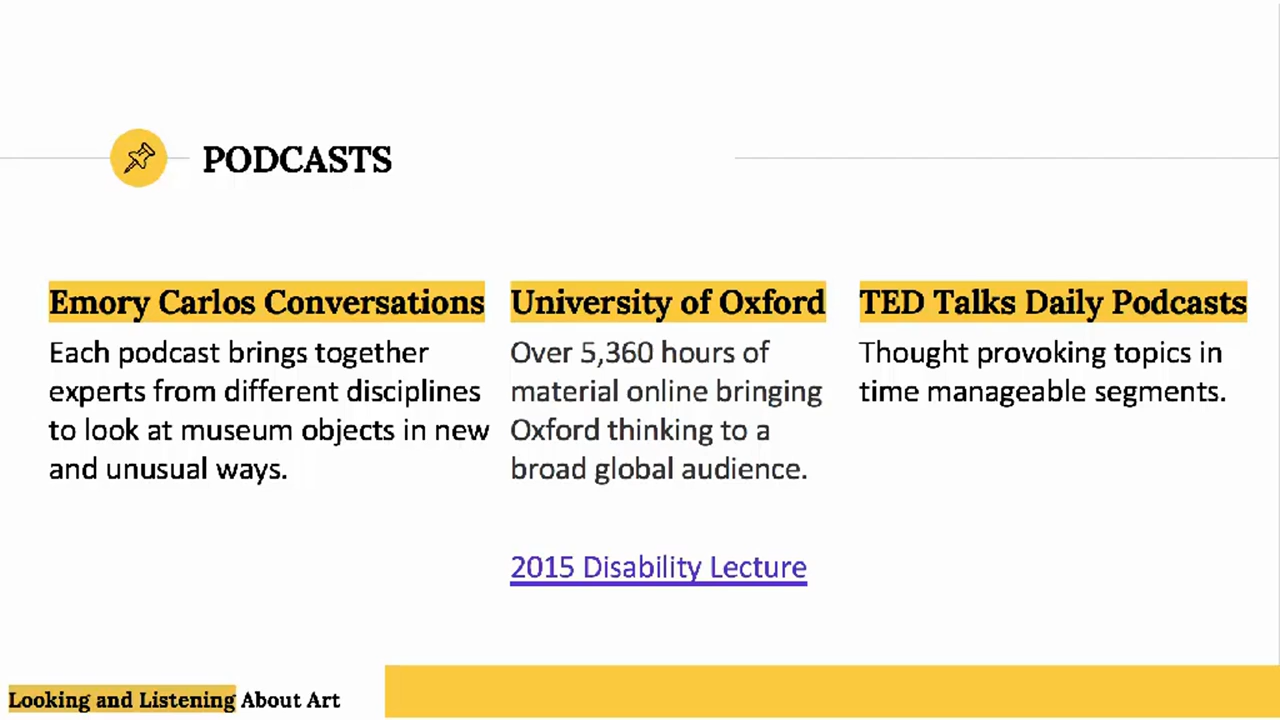 PODCASTS
Emory Carlos Conversations
Each podcast brings together
experts from different disciplines
to look at museum objects in new
and unusual ways.
University of Oxford
Over 5,360 hours of
material online bringing
Oxford thinking to a
broad global audience.
2015 Disability Lecture
TED Talks Daily Podcasts
Thought provoking topics in
time manageable segments.
Looking and Listening About Art